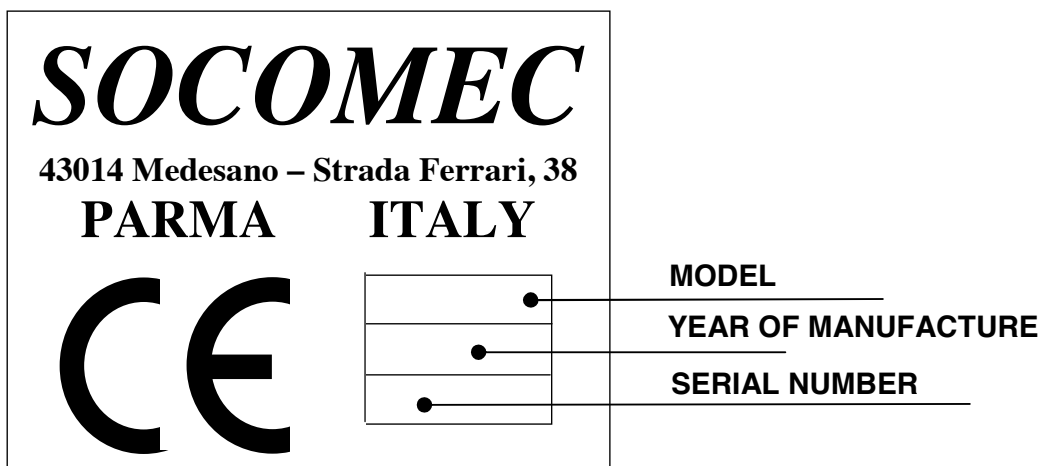 SOCOMEC
43014 Medesano – Strada Ferrari, 38
PARMA ITALY
CE
MODEL
YEAR OF MANUFACTURE
SERIAL NUMBER